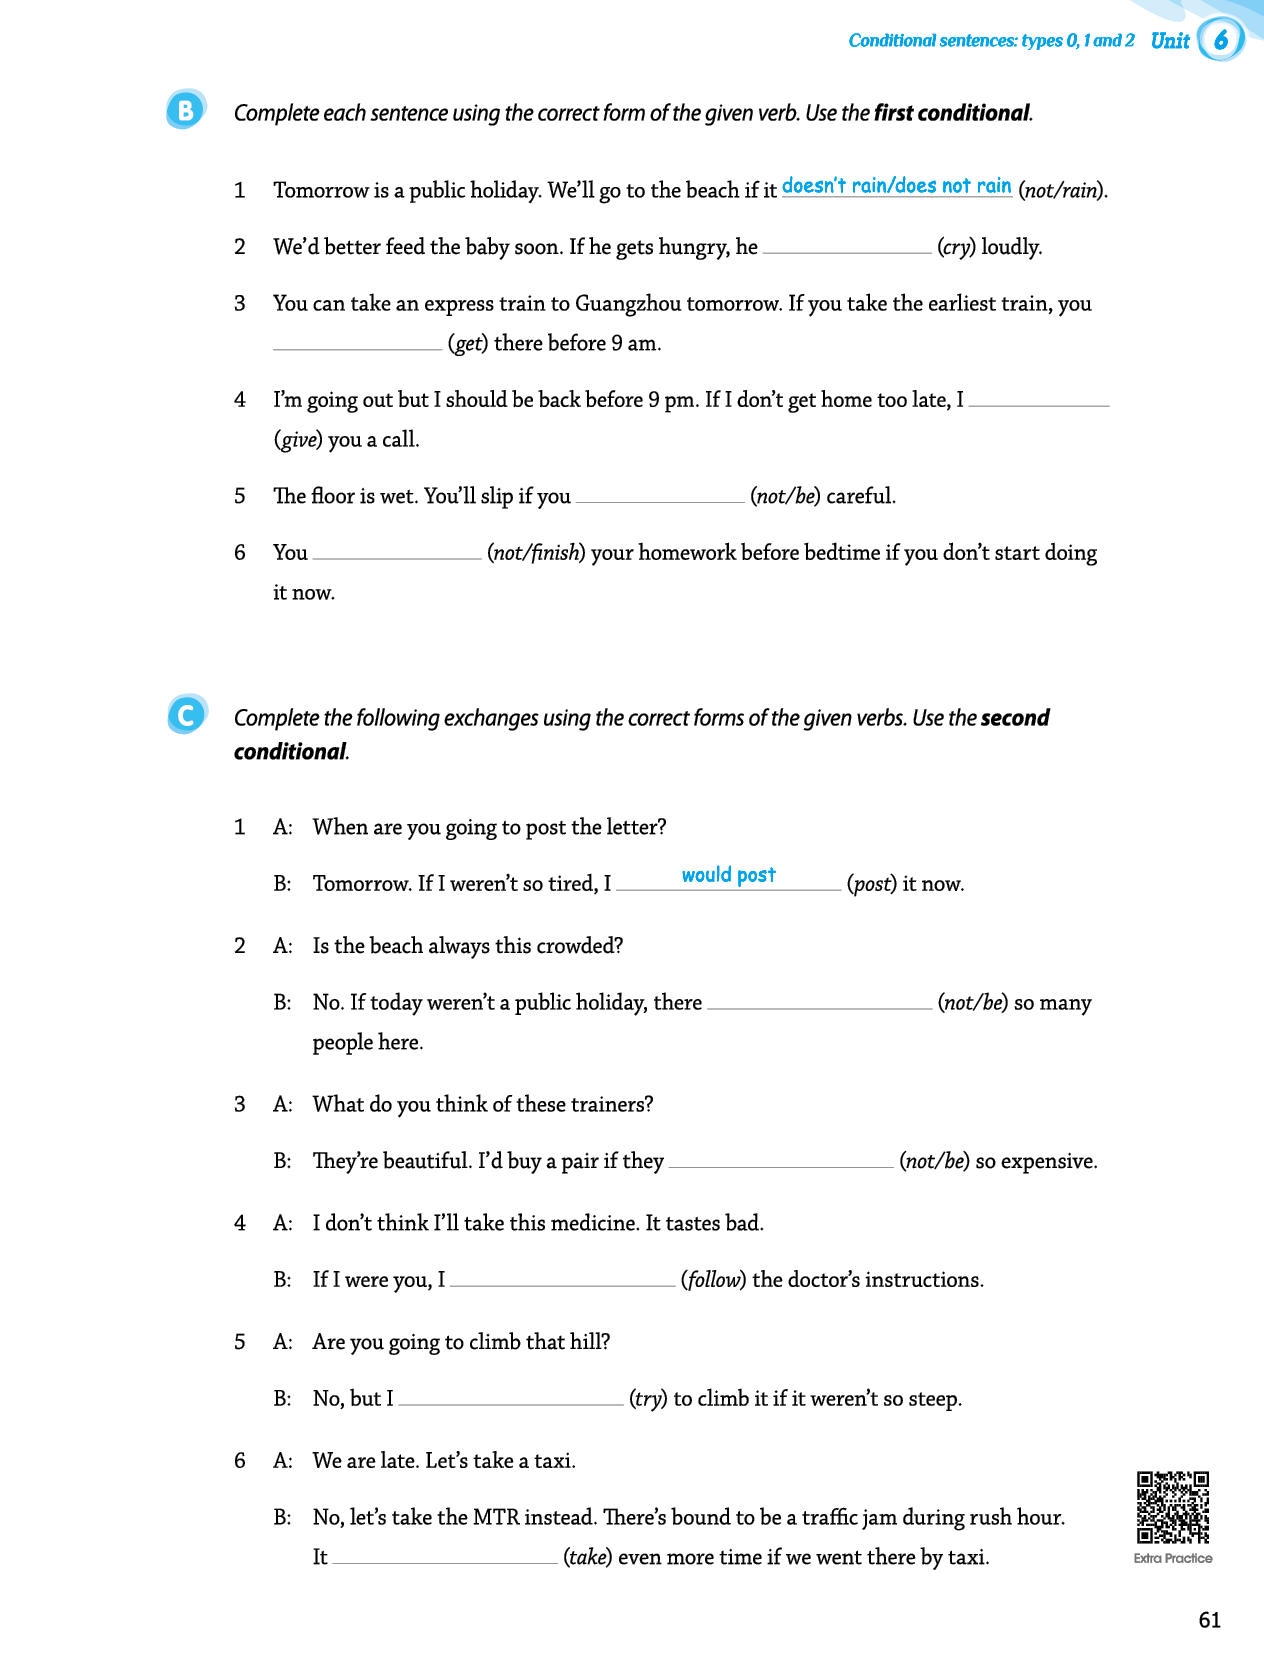 Conditional sentences: types 0, 1 and 2 Unit 6
B Complete each sentence using the correct form of the given verb. Use the first conditional.
1 Tomorrow is a public holiday. We'll go to the beach if it doesn't rain/does not rain (not/rain).
2 We'd better feed the baby soon. If he gets hungry, he ____ (cry) loudly.
3 You can take an express train to Guangzhou tomorrow. If you take the earliest train, you
____ (get) there before 9 am.
4 I'm going out but I should be back before 9 pm. If I don't get home too late, I ____
(give) you a call.
5 The floor is wet. You'll slip if you ____ (not/be) careful.
6 You ____ (not/finish) your homework before bedtime if you don't start doing
it now.
C Complete the following exchanges using the correct forms of the given verbs. Use the second
conditional.
1 A: When are you going to post the letter?
B: Tomorrow. If I weren't so tired, I would post (post) it now.
2 A: Is the beach always this crowded?
B: No. If today weren't a public holiday, there ____ (not/be) so many
people here.
3 A: What do you think of these trainers?
B: They're beautiful. I'd buy a pair if they ____ (not/be) so expensive.
4 A: I don't think I'll take this medicine. It tastes bad.
B: If I were you, I ____ (follow) the doctor's instructions.
5 A: Are you going to climb that hill?
B: No, but I ____ (try) to climb it if it weren't so steep.
6 A: We are late. Let's take a taxi.
B: No, let's take the MTR instead. There's bound to be a traffic jam during rush hour.
It ____ (take) even more time if we went there by taxi.
Extra Practice
61